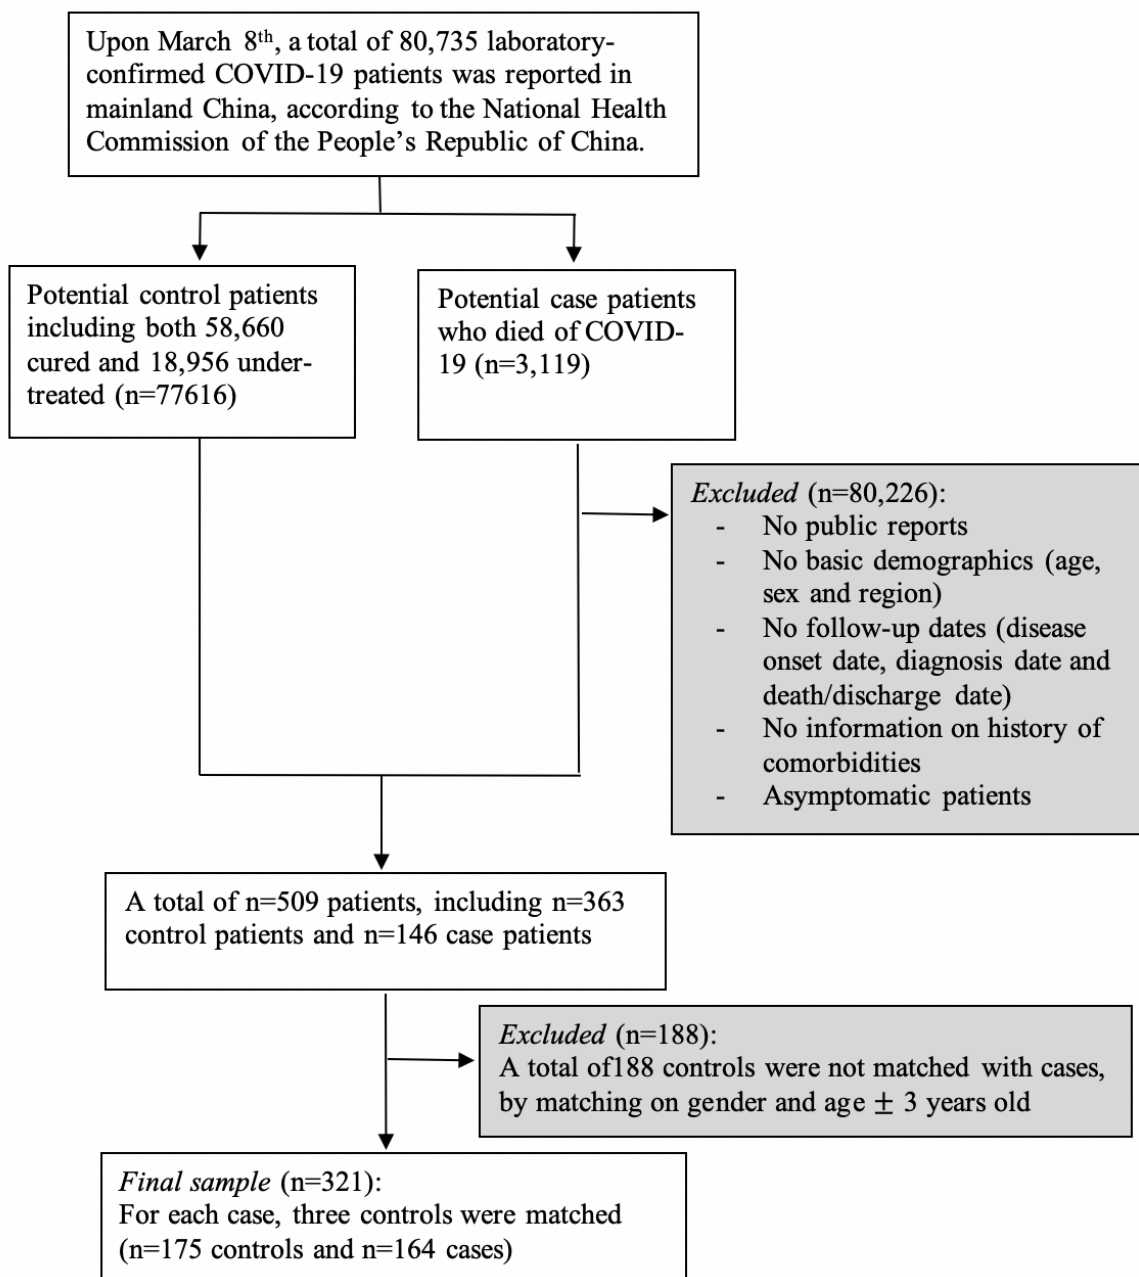 Upon March 8th, a total of 80,735 laboratory-
confirmed COVID-19 patients was reported in
mainland China, according to the National Health
Commission of the People's Republic of China.
Potential control patients
including both 58,660
cured and 18,956 under-
treated (n=77616)
Potential case patients
who died of COVID-
19 (n=3,119)
Excluded (n=80,226):
- No public reports
- No basic demographics (age,
sex and region)
- No follow-up dates (disease
onset date, diagnosis date and
death/discharge date)
- No information on history of
comorbidities
- Asymptomatic patients
A total of n=509 patients, including n=363
control patients and n=146 case patients
Excluded (n=188):
A total of188 controls were not matched with cases,
by matching on gender and age ± 3 years old
Final sample (n=321):
For each case, three controls were matched
(n=175 controls and n=164 cases)